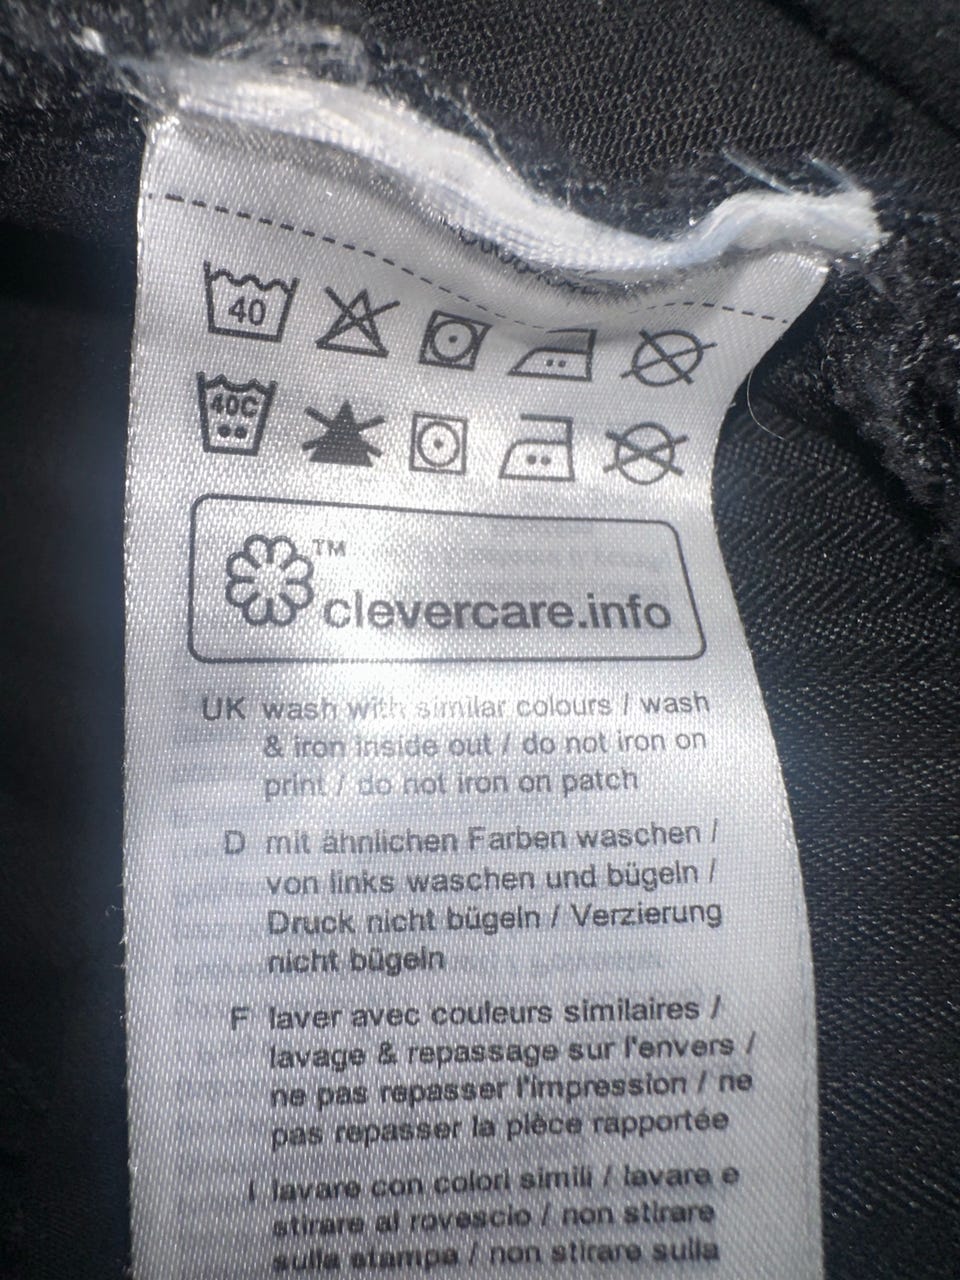 40
40C
TM
clevercare.info
UK wash with similar colours / wash
& iron inside out / do not iron on
print / do not iron on patch
D mit ähnlichen Farben waschen /
von links waschen und bügeln /
Druck nicht bügeln / Verzierung
nicht bügeln
F laver avec couleurs similaires /
lavage & repassage sur l'envers /
ne pas repasser l'impression / ne
pas repasser la pièce rapportée
I lavare con colori simili / lavare e
stirare al rovescio / non stirare
sulla stampa / non stirare sulla